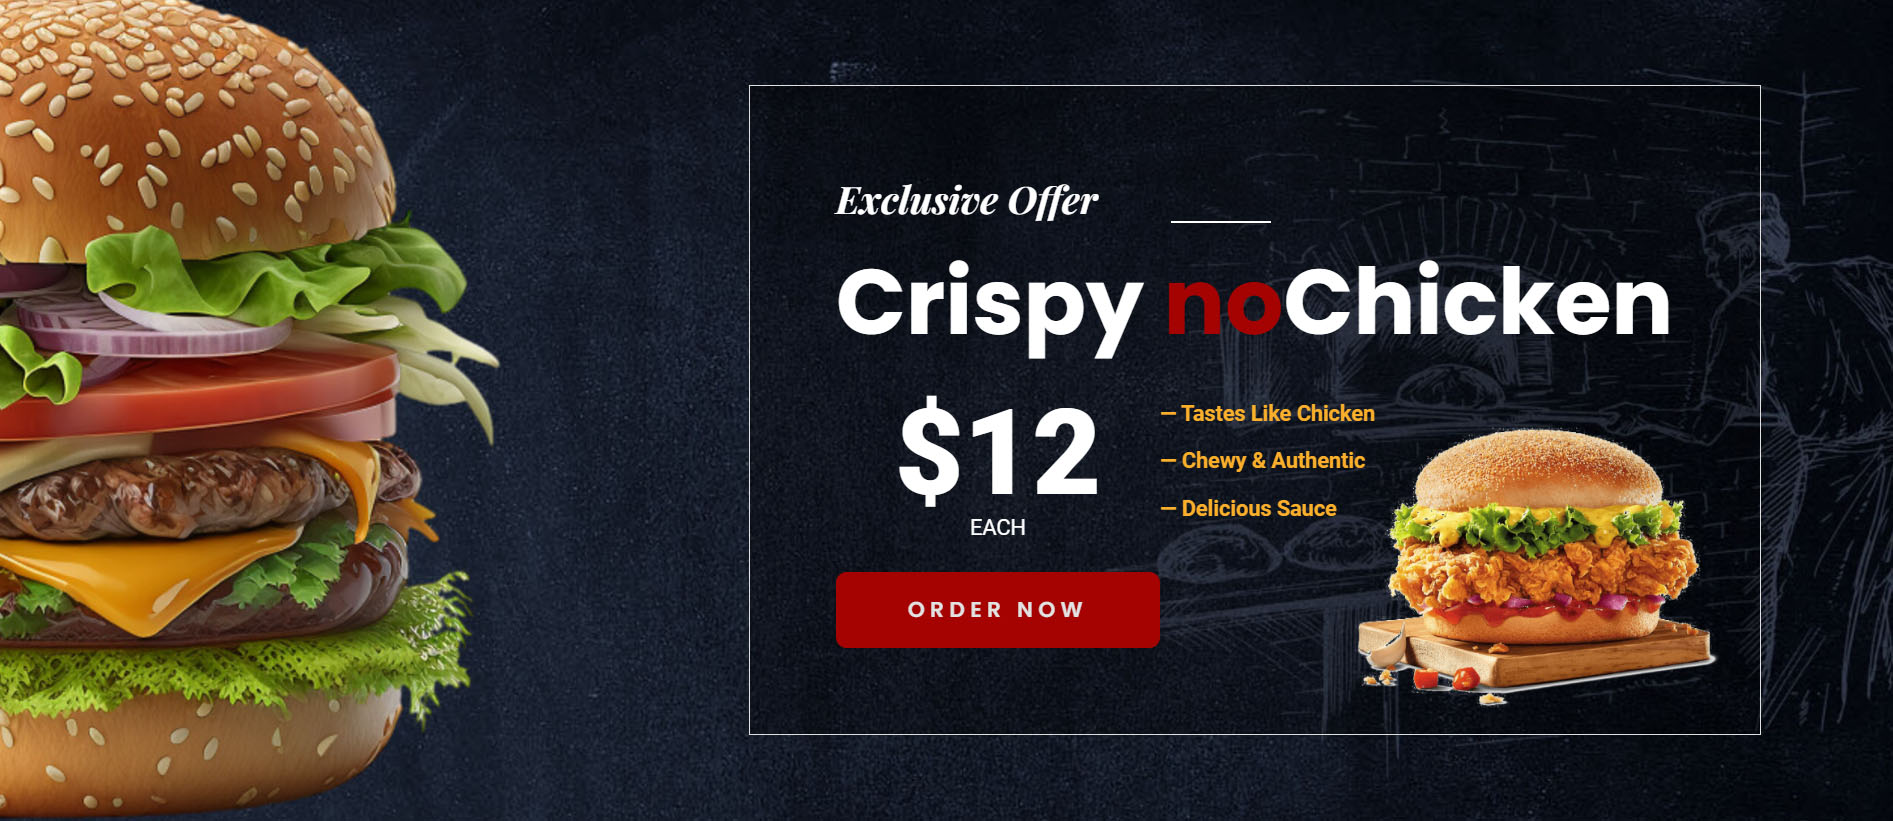 Exclusive Offer
Crispy noChicken
$12
EACH
– Tastes Like Chicken
– Chewy & Authentic
– Delicious Sauce
ORDER NOW